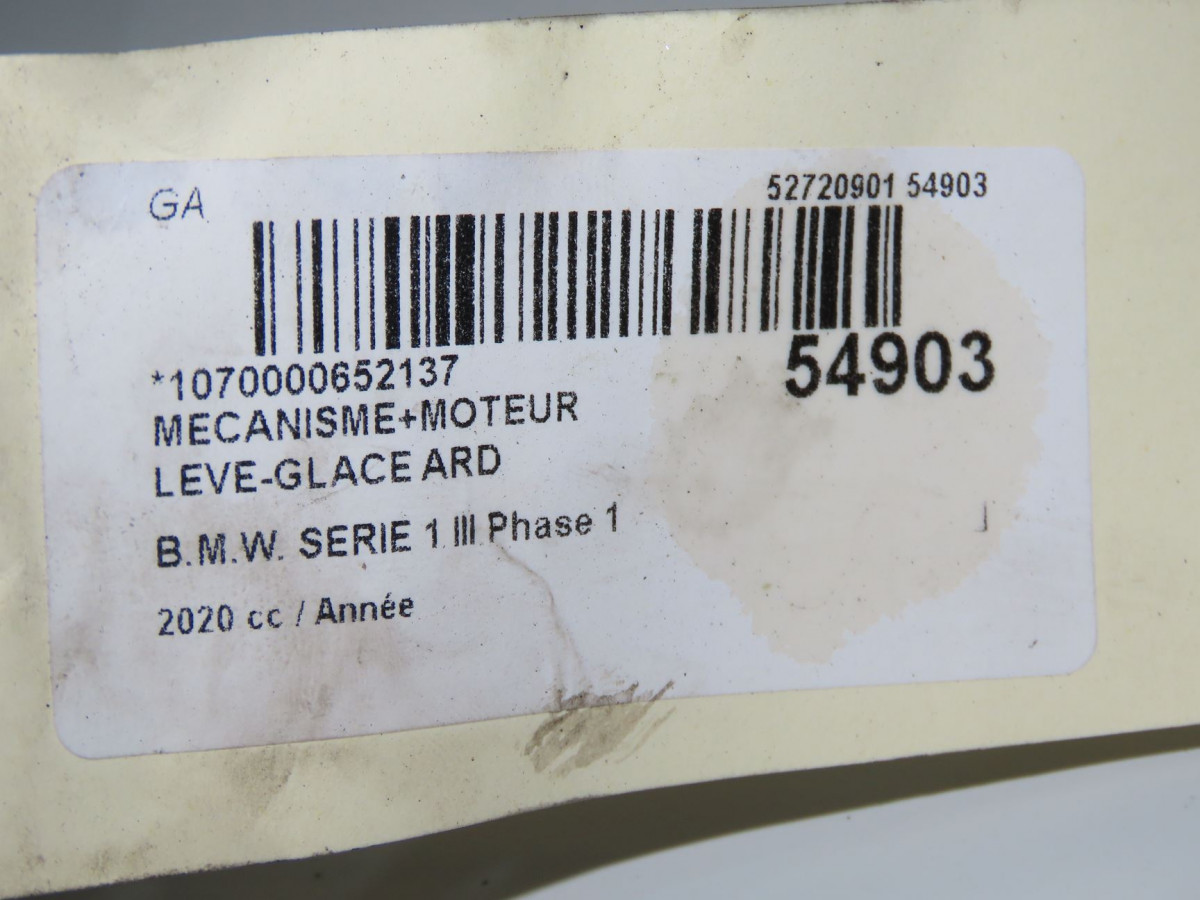 GA
52720901 54903
54903
*1070000652137
MECANISME+MOTEUR
LEVE-GLACE ARD
B.M.W. SERIE 1 III Phase 1
2020 cc / Année